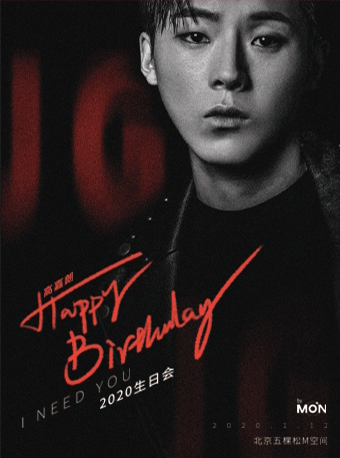 JG
高嘉朗
Happy
Birthday
I NEED YOU
2020生日会
by
MON
2020.1.12
北京五棵松M空间